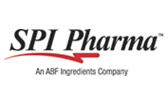 SPI Pharma™
An ABF Ingredients Company